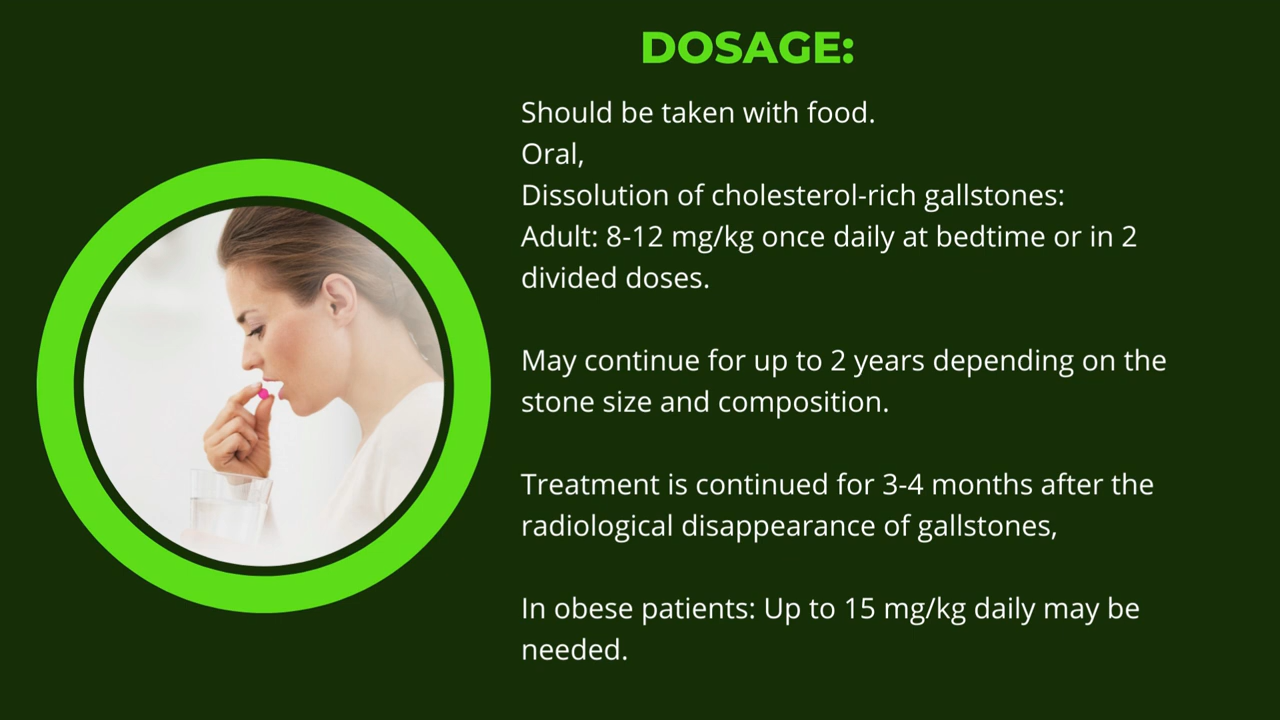 DOSAGE:
Should be taken with food.
Oral,
Dissolution of cholesterol-rich gallstones:
Adult: 8-12 mg/kg once daily at bedtime or in 2
divided doses.
May continue for up to 2 years depending on the
stone size and composition.
Treatment is continued for 3-4 months after the
radiological disappearance of gallstones,
In obese patients: Up to 15 mg/kg daily may be
needed.